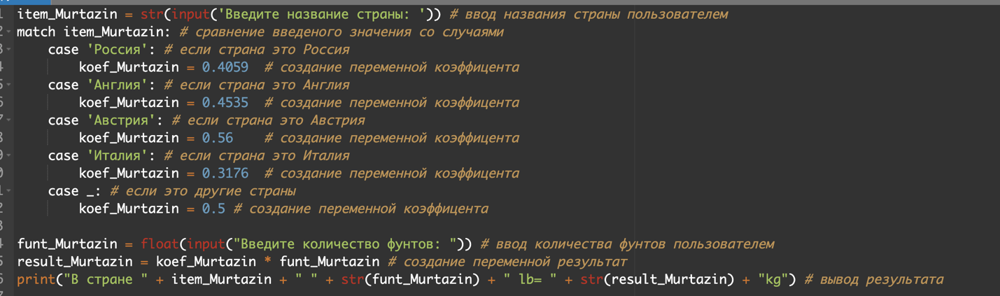 item_Murtazin = str(input('Введите название страны: ')) # ввод названия страны пользователем
match item_Murtazin: # сравнение введеного значения со случаями
    case 'Россия': # если страна это Россия
        koef_Murtazin = 0.4059  # создание переменной коэффицента
    case 'Англия': # если страна это Англия
        koef_Murtazin = 0.4535  # создание переменной коэффицента
    case 'Австрия': # если страна это Австрия
        koef_Murtazin = 0.56    # создание переменной коэффицента
    case 'Италия': # если страна это Италия
        koef_Murtazin = 0.3176  # создание переменной коэффицента
    case _: # если это другие страны
        koef_Murtazin = 0.5 # создание переменной коэффицента

funt_Murtazin = float(input("Введите количество фунтов: ")) # ввод количества фунтов пользователем
result_Murtazin = koef_Murtazin * funt_Murtazin # создание переменной результат
print("В стране " + item_Murtazin + " " + str(funt_Murtazin) + " lb= " + str(result_Murtazin) + "kg") # вывод результата